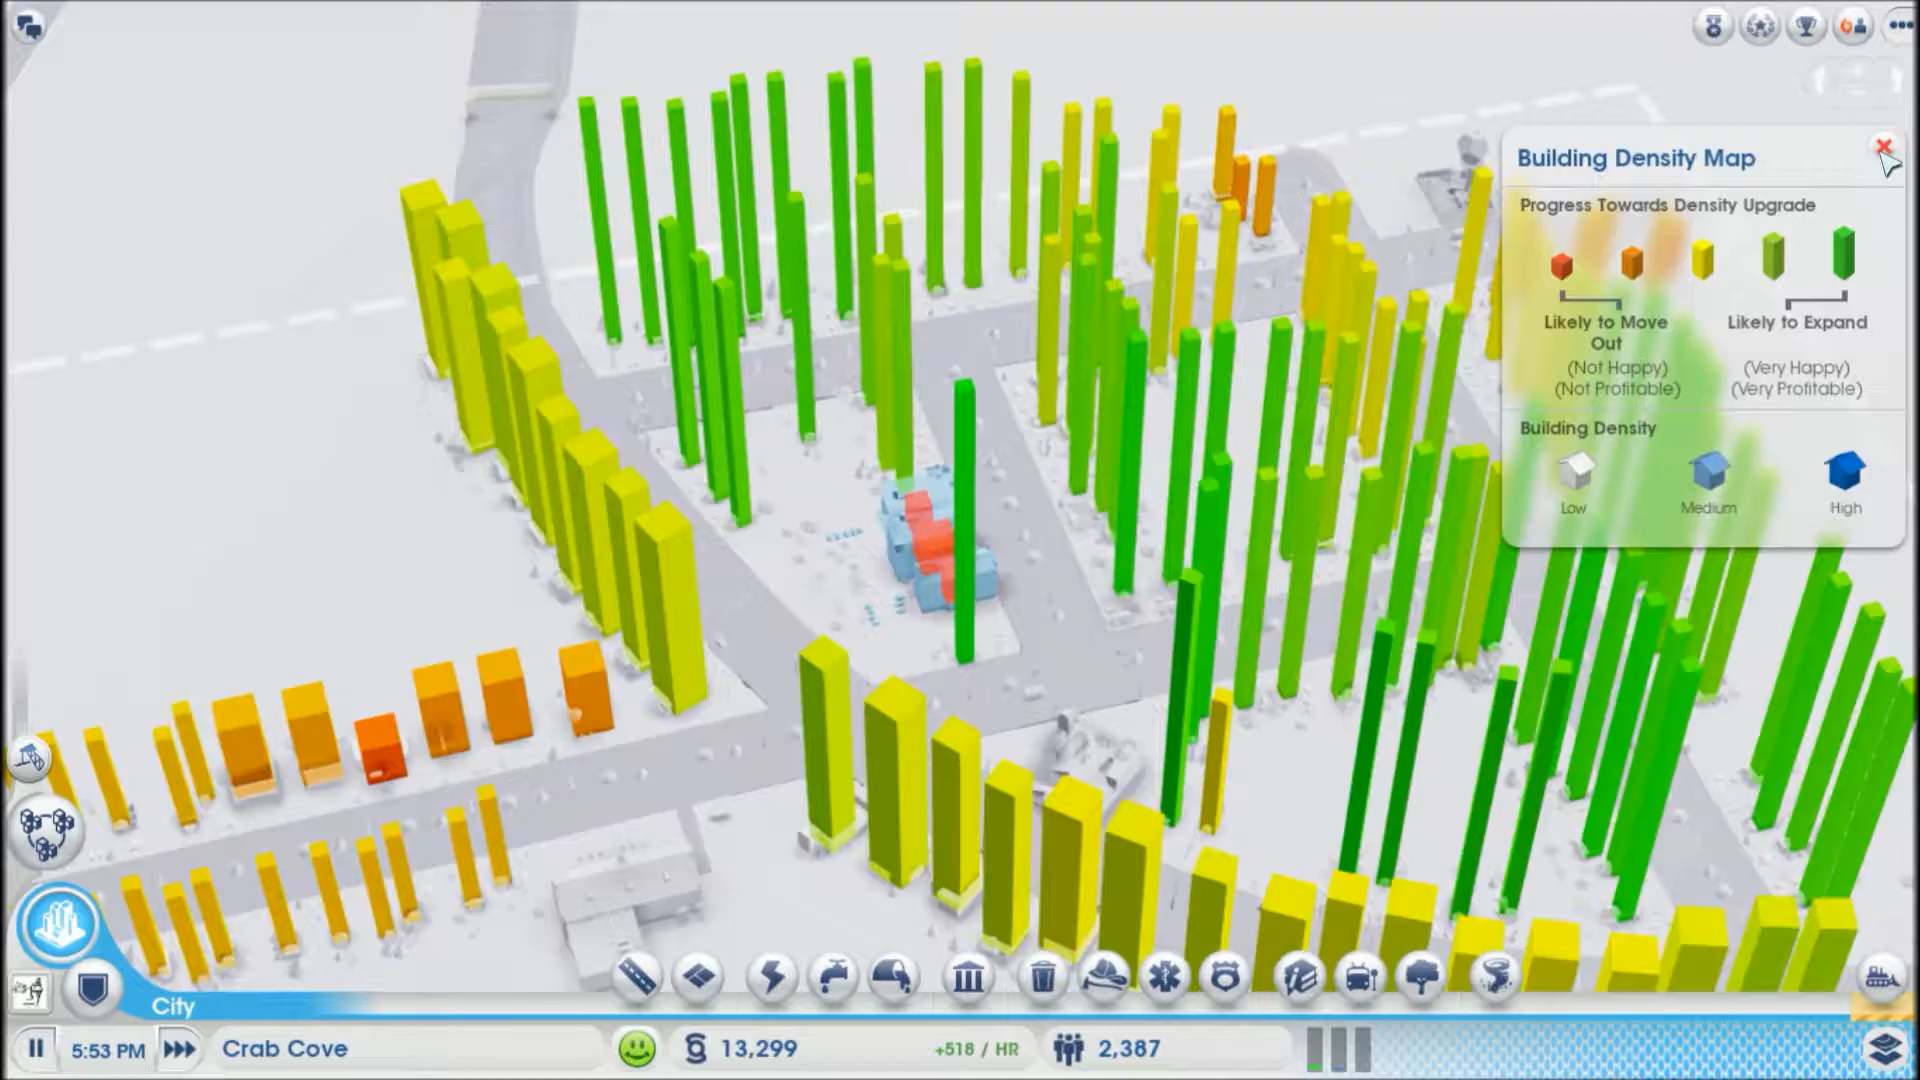 Building Density Map
Progress Towards Density Upgrade
Likely to Move
Out
(Not Happy)
(Not Profitable)
Likely to Expand
(Very Happy)
(Very Profitable)
Building Density
Low
Medium
High
City
5:53 PM
Crab Cove
13,299
+518 / HR
2,387